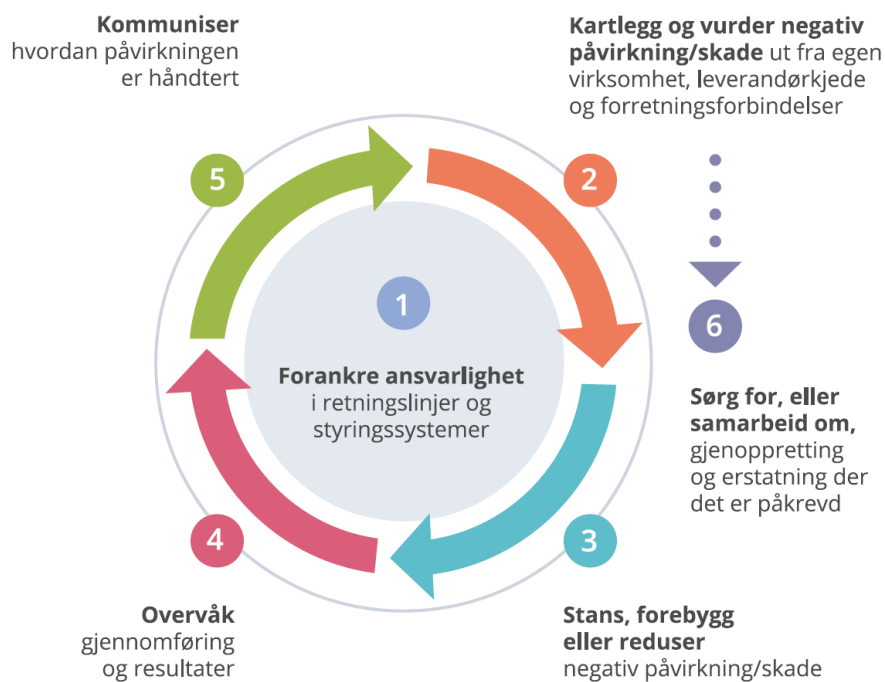 Kommuniser
hvordan påvirkningen
er håndtert
Kartlegg og vurder negativ
påvirkning/skade ut fra egen
virksomhet, leverandørkjede
og forretningsforbindelser
5
2
1
Forankre ansvarlighet
i retningslinjer og
styringssystemer
6
Sørg for, eller
samarbeid om,
gjenoppretting
og erstatning der
det er påkrevd
4
3
Overvåk
gjennomføring
og resultater
Stans, forebygg
eller reduser
negativ påvirkning/skade